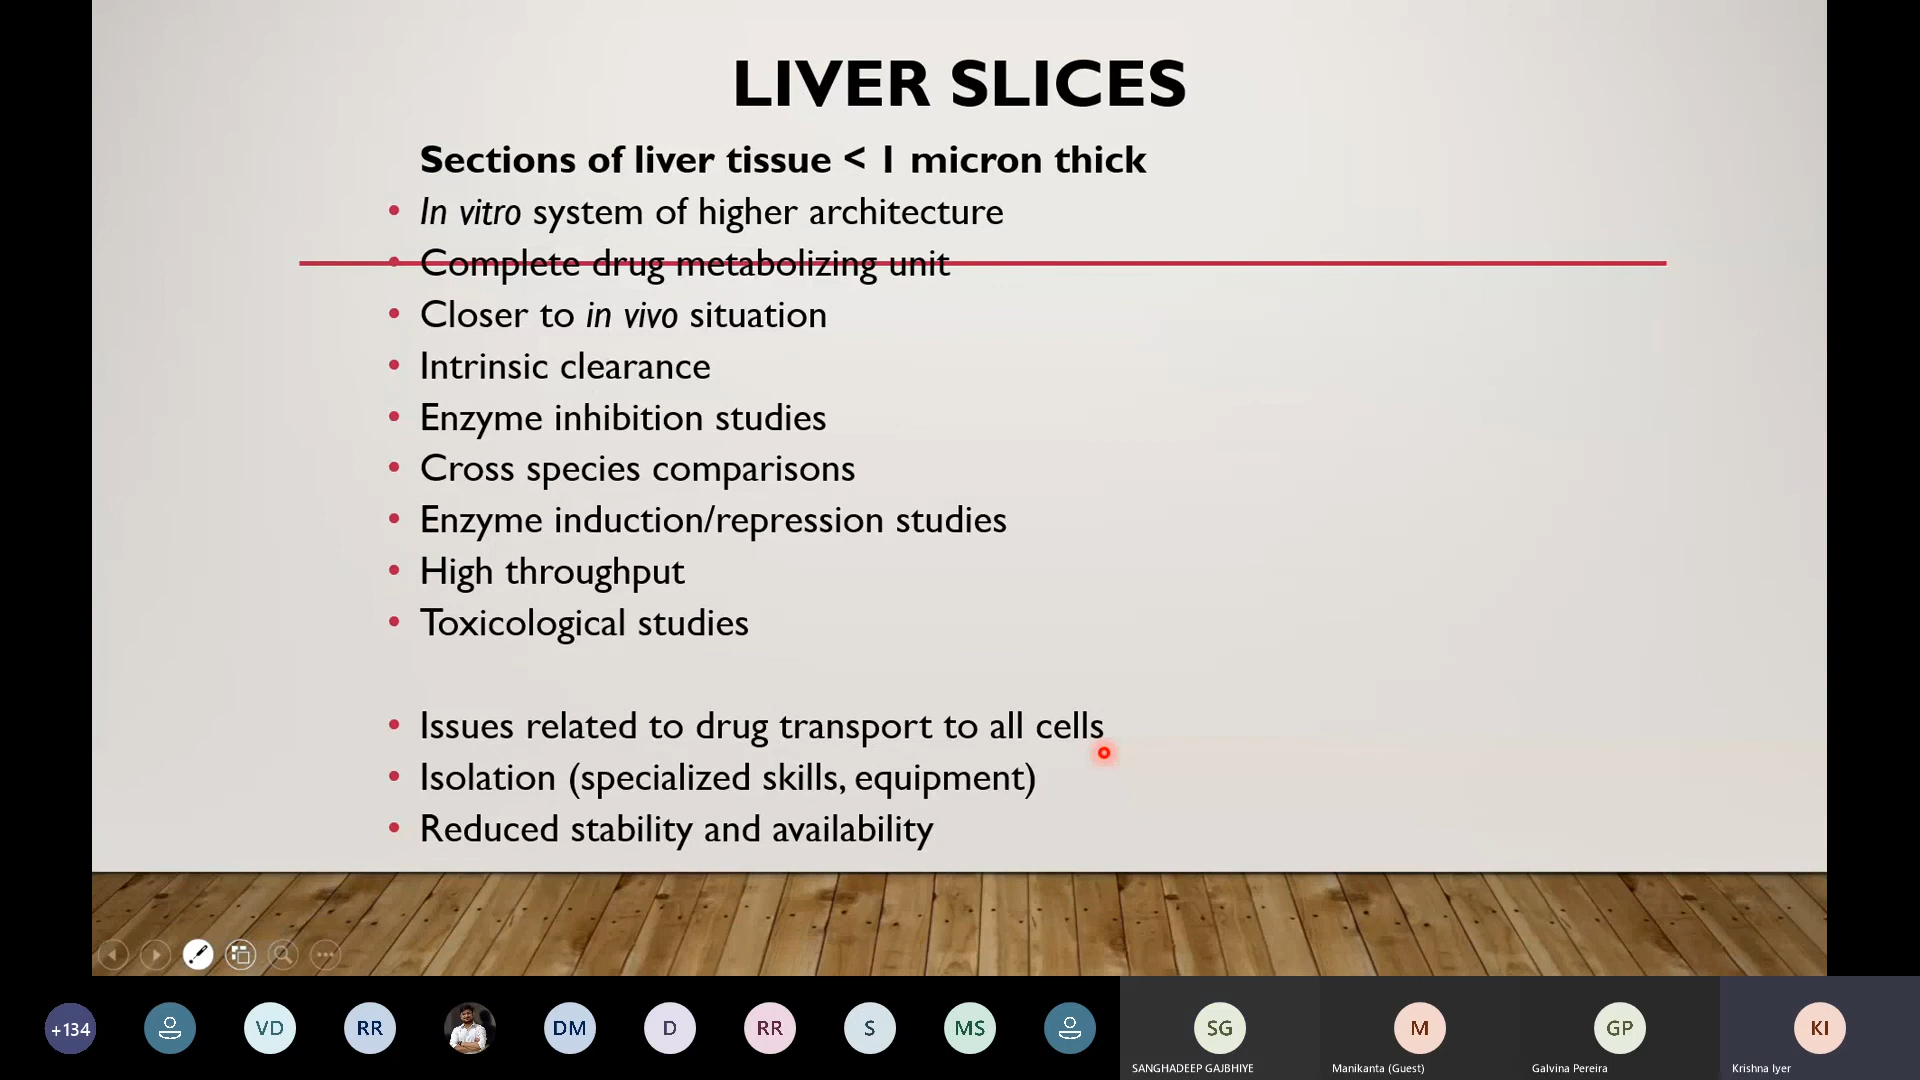 LIVER SLICES
Sections of liver tissue < 1 micron thick
• In vitro system of higher architecture
• Complete drug metabolizing unit
• Closer to in vivo situation
• Intrinsic clearance
• Enzyme inhibition studies
• Cross species comparisons
• Enzyme induction/repression studies
• High throughput
• Toxicological studies
• Issues related to drug transport to all cells
• Isolation (specialized skills, equipment)
• Reduced stability and availability
+134 VD RR DM D RR S MS SG M GP KI
SANGHADEEP GAJBHIYE Manikanta (Guest) Galvina Pereira Krishna Iyer